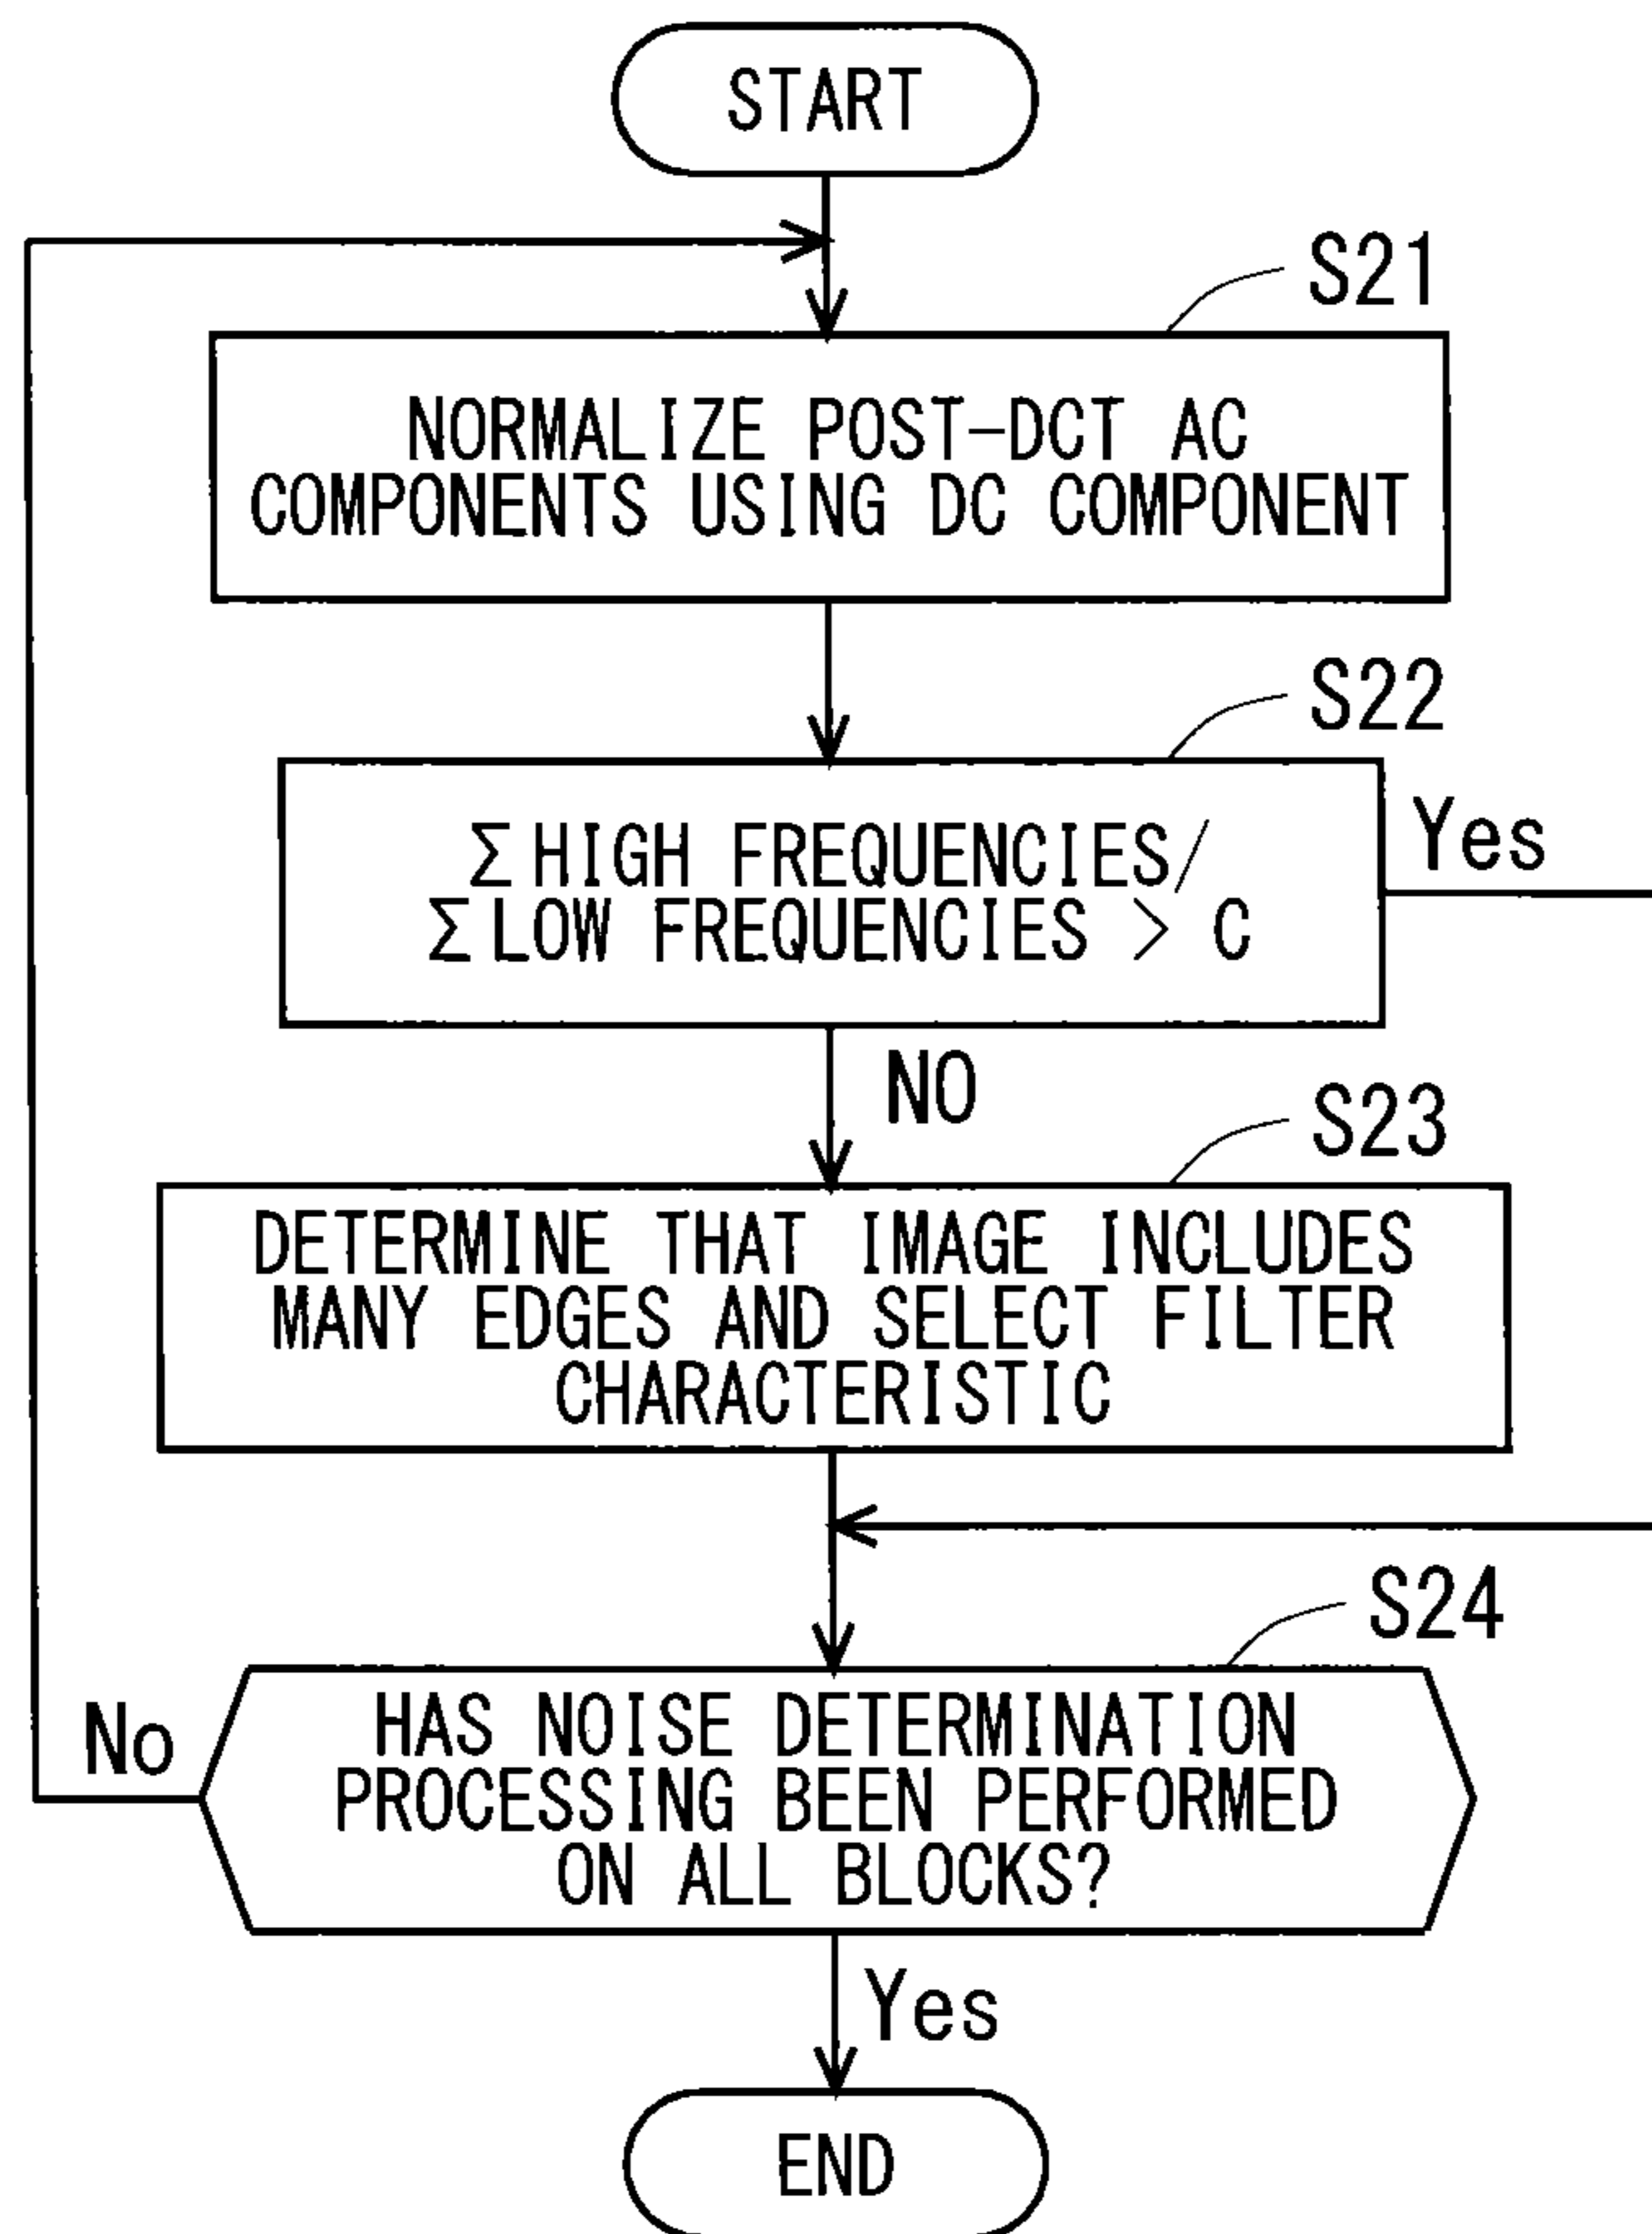 START
S21
NORMALIZE POST-DCT AC
COMPONENTS USING DC COMPONENT
S22
Σ HIGH FREQUENCIES/
Σ LOW FREQUENCIES > C
Yes
NO
S23
DETERMINE THAT IMAGE INCLUDES
MANY EDGES AND SELECT FILTER
CHARACTERISTIC
S24
HAS NOISE DETERMINATION
PROCESSING BEEN PERFORMED
ON ALL BLOCKS?
No
Yes
END